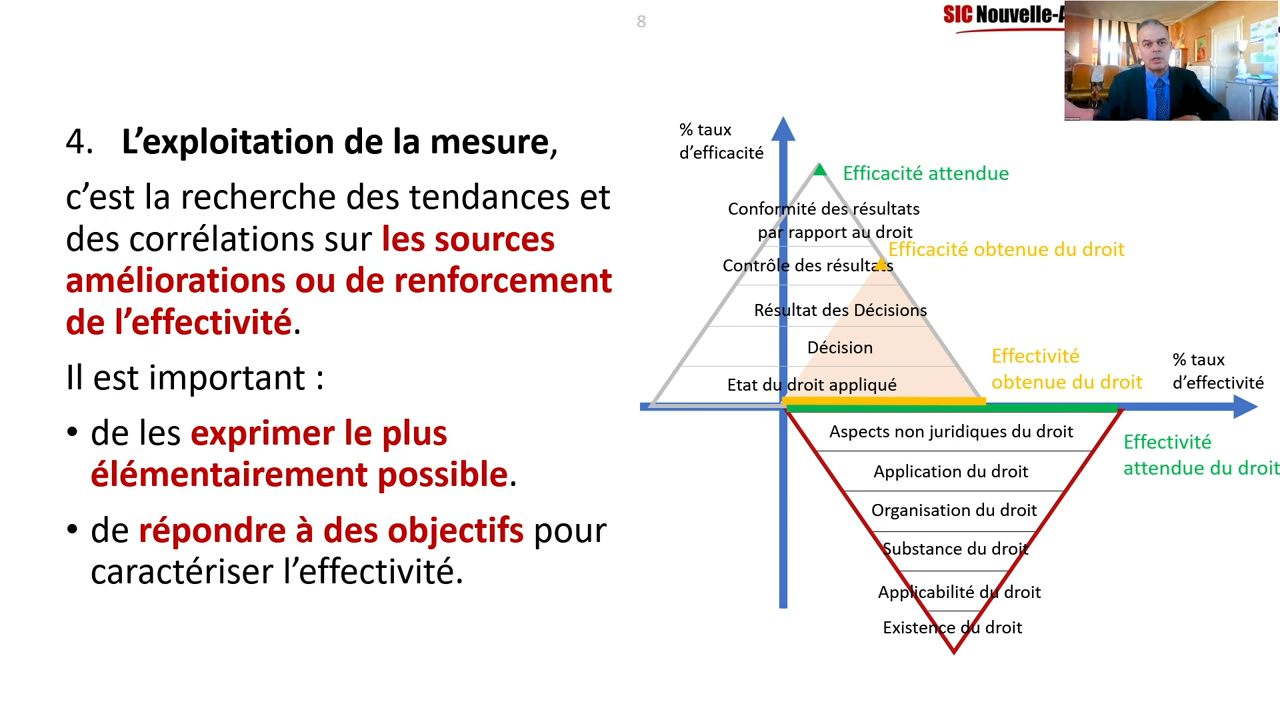 8
SIC Nouvelle-A
4. L’exploitation de la mesure,
c’est la recherche des tendances et
des corrélations sur les sources
améliorations ou de renforcement
de l’effectivité.
Il est important :
• de les exprimer le plus
élémentairement possible.
• de répondre à des objectifs pour
caractériser l’effectivité.
% taux
d’efficacité
Efficacité attendue
Conformité des résultats
par rapport au droit
Efficacité obtenue du droit
Contrôle des résultats
Résultat des Décisions
Décision
Etat du droit appliqué
Effectivité
obtenue du droit
% taux
d’effectivité
Aspects non juridiques du droit
Effectivité
attendue du droit
Application du droit
Organisation du droit
Substance du droit
Applicabilité du droit
Existence du droit